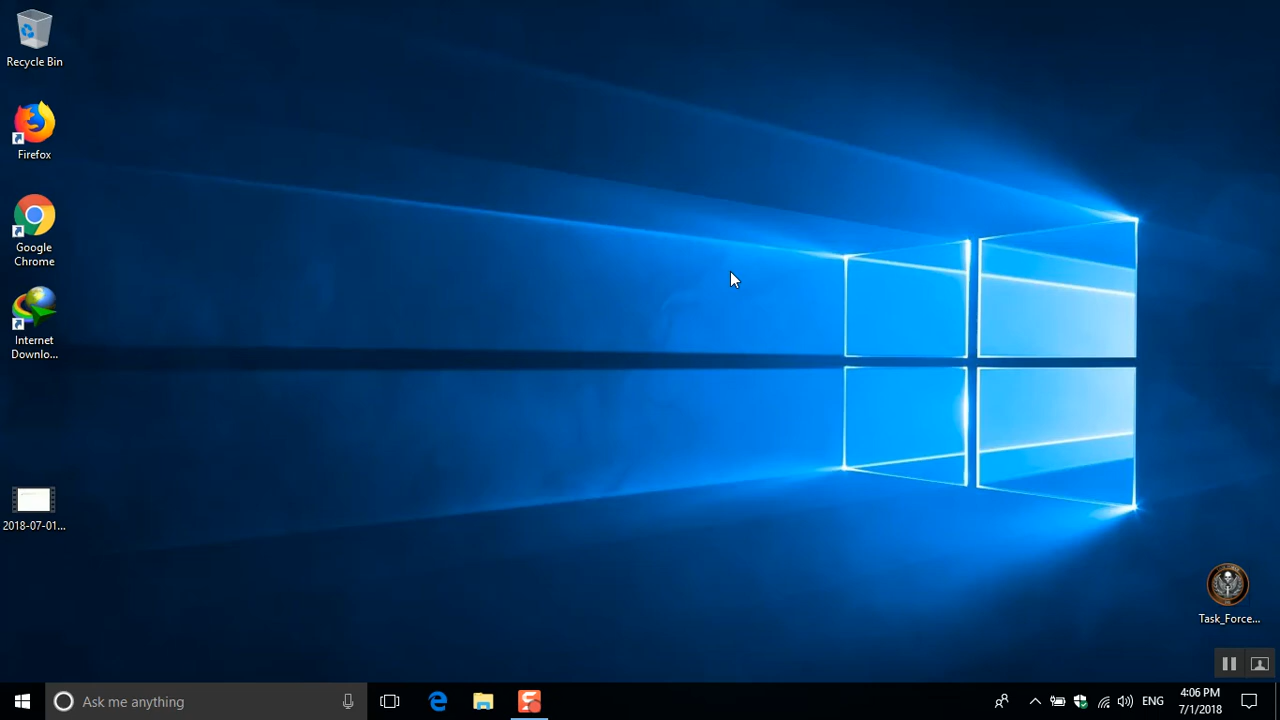 Recycle Bin
Firefox
Google
Chrome
Internet
Downlo...
2018-07-01...
Task_Force...
Ask me anything
ENG
4:06 PM
7/1/2018